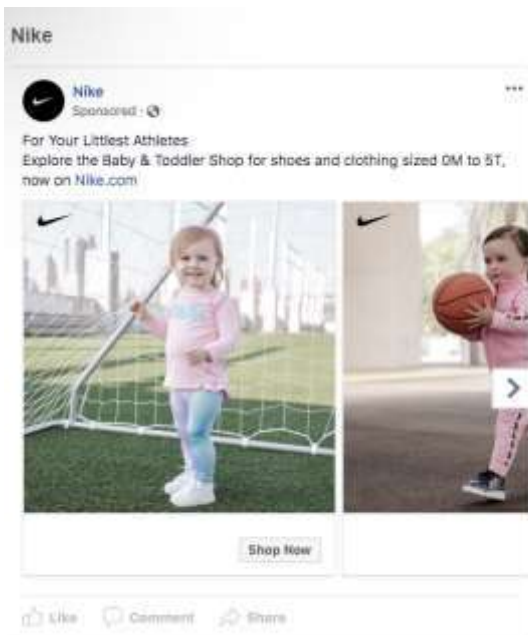 Nike
Nike
Sponsored ·
For Your Littlest Athletes
Explore the Baby & Toddler Shop for shoes and clothing sized 0M to 5T,
now on Nike.com
Shop Now
Like Comment Share